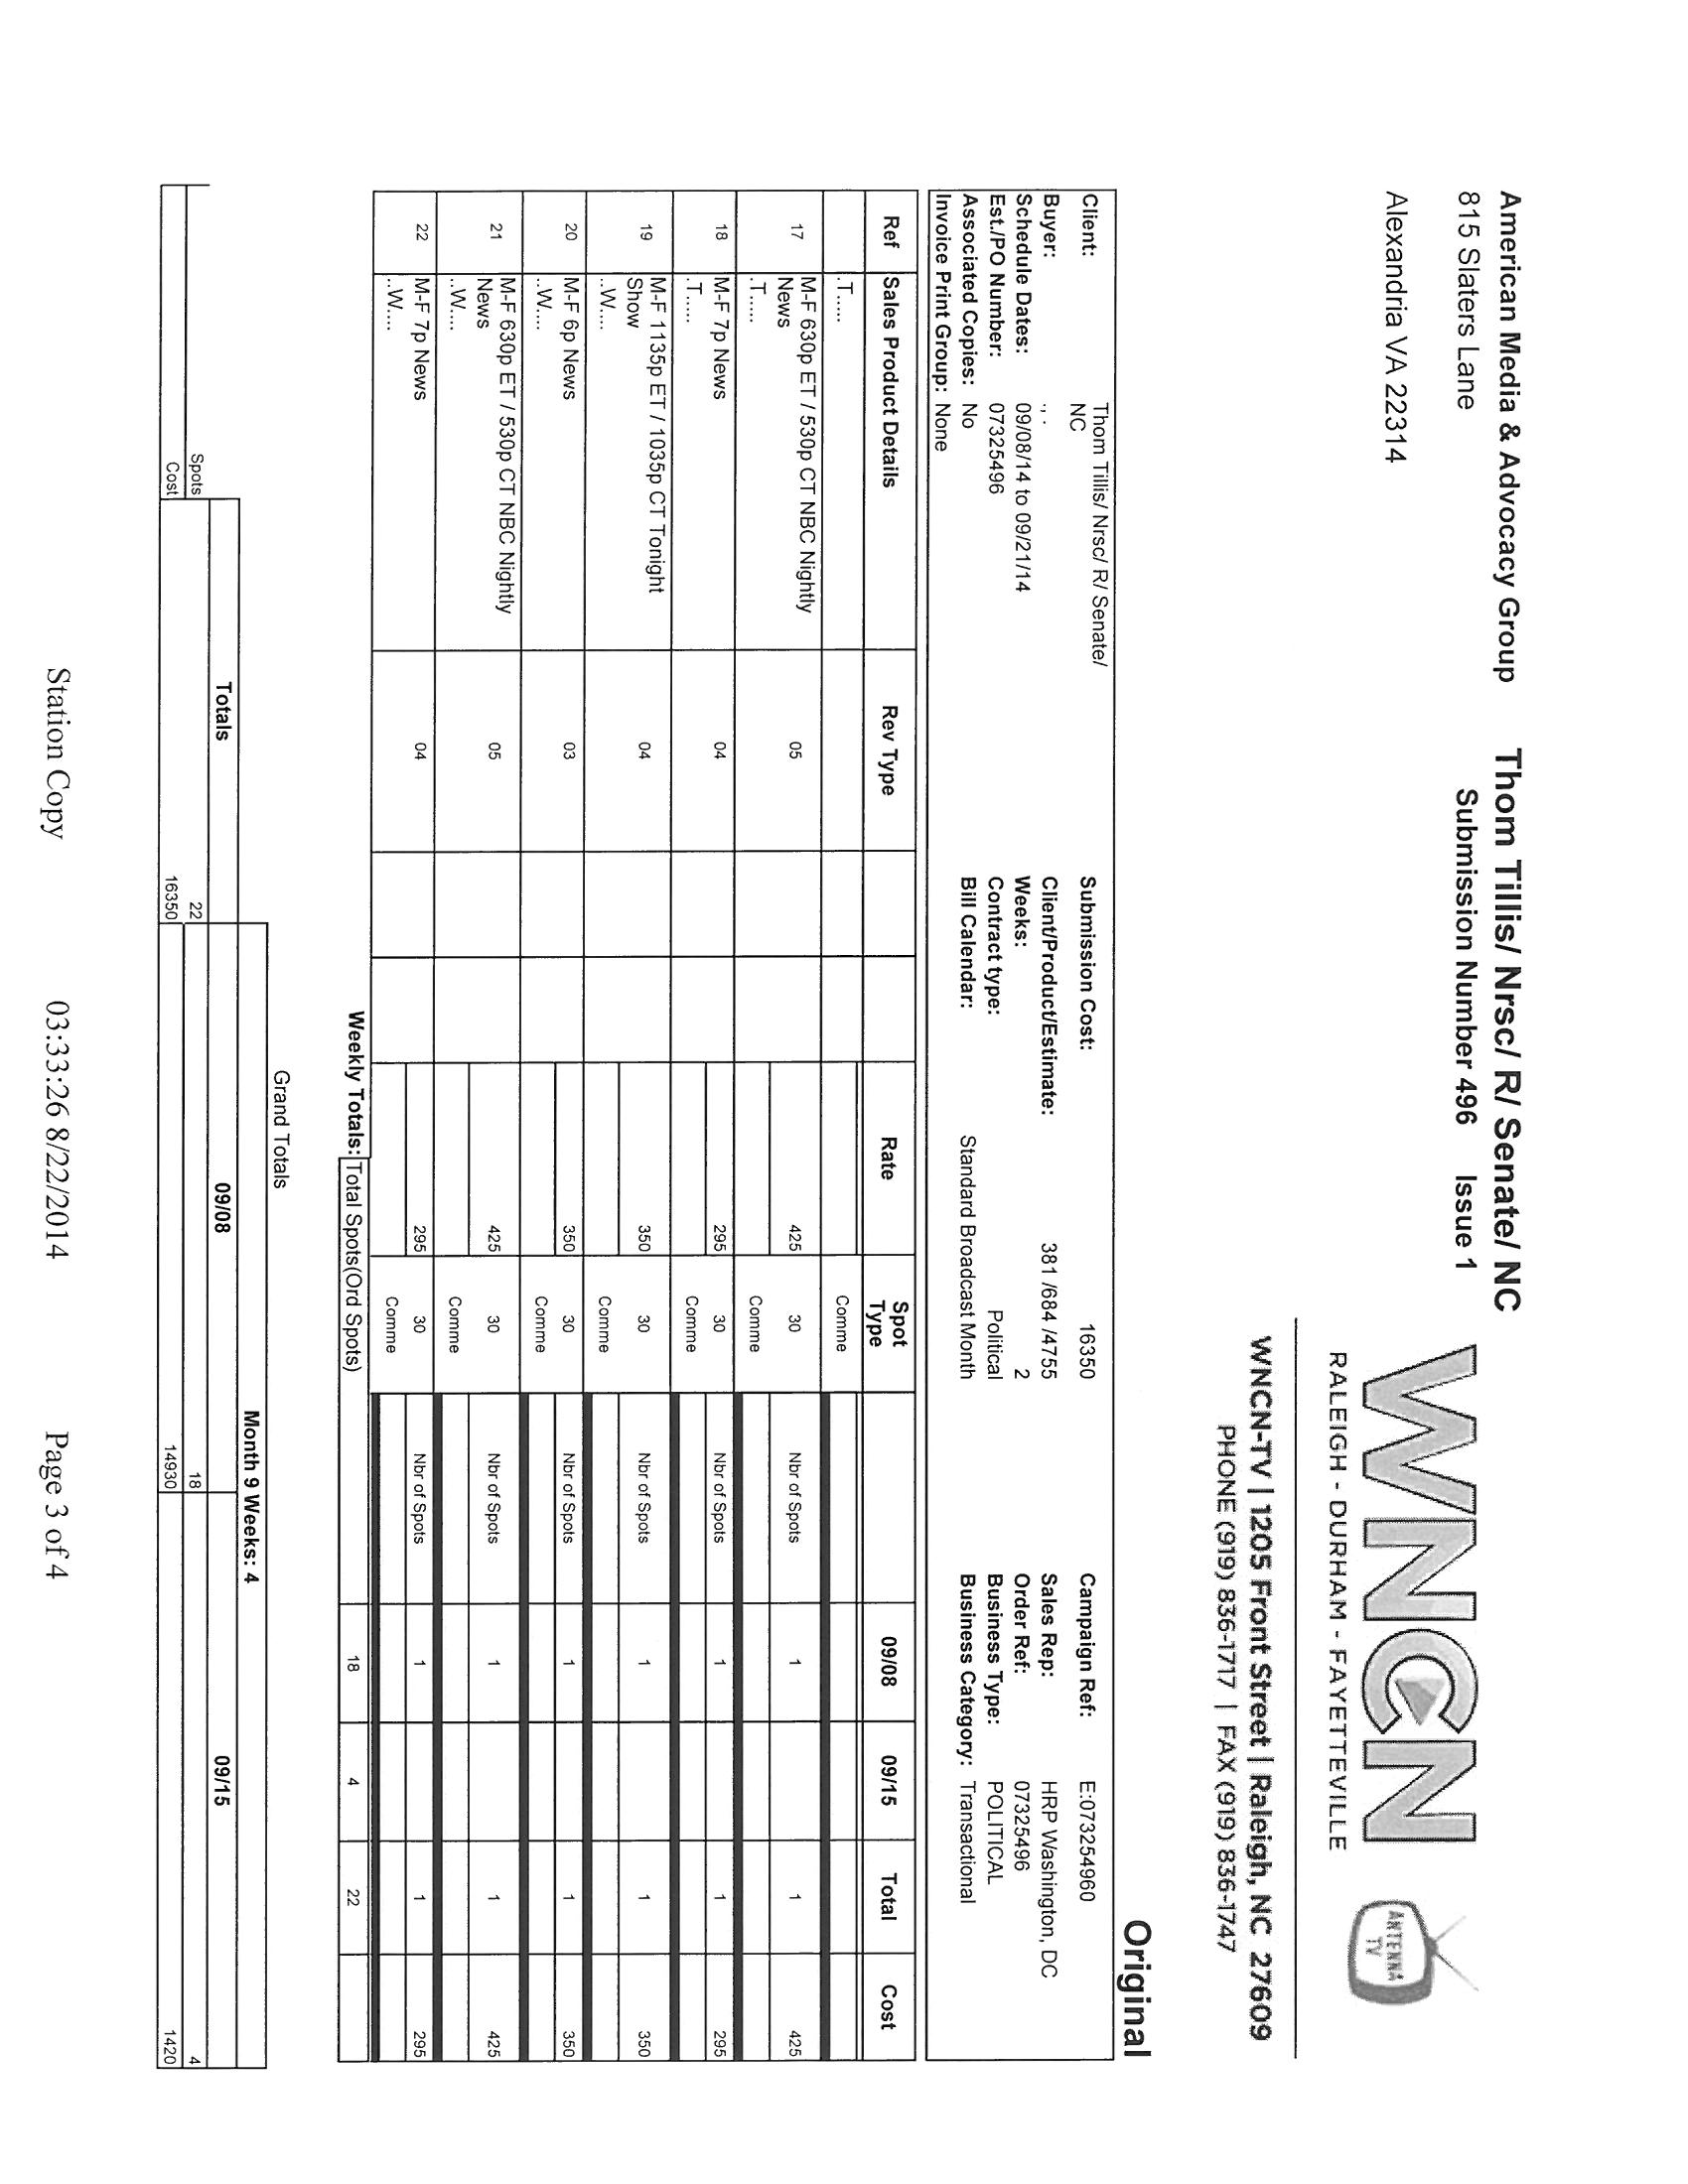 American Media & Advocacy Group
815 Slaters Lane
Alexandria VA 22314
Thom Tillis/ Nrsc/ R/ Senate/ NC
Submission Number 496 Issue 1
WNCN
RALEIGH - DURHAM - FAYETTEVILLE
ANTENNA TV
WNCN-TV | 1205 Front Street | Raleigh, NC 27609
PHONE (919) 836-1717 | FAX (919) 836-1747
Original
Client: Thom Tillis/ Nrsc/ R/ Senate/ NC Submission Cost: 16350 Campaign Ref: E:07324960
Buyer: ., . Client/Product/Estimate: 381 /684 /4755 Sales Rep: HRP Washington, DC
Schedule Dates: 09/08/14 to 09/21/14 Weeks: 2 Order Ref: 07325496
Est./PO Number: 07325496 Contract type: Political Business Type: POLITICAL
Associated Copies: No Bill Calendar: Standard Broadcast Month Business Category: Transactional
Invoice Print Group: None
Ref Sales Product Details Rev Type Rate Spot Type 09/08 09/15 Total Cost
.T..... Comme
17 M-F 630p ET / 530p CT NBC Nightly 05 425 30 Nbr of Spots 1 1 425
News
.T..... Comme
18 M-F 7p News 04 295 30 Nbr of Spots 1 1 295
.T..... Comme
19 M-F 1135p ET / 1035p CT Tonight 04 350 30 Nbr of Spots 1 1 350
Show
..W.... Comme
20 M-F 6p News 03 350 30 Nbr of Spots 1 1 350
..W.... Comme
21 M-F 630p ET / 530p CT NBC Nightly 05 425 30 Nbr of Spots 1 1 425
News
..W.... Comme
22 M-F 7p News 04 295 30 Nbr of Spots 1 1 295
..W.... Comme
Weekly Totals: Total Spots(Ord Spots) 18 4 22
Grand Totals
Month 9 Weeks: 4
Totals 09/08 09/15
Spots 22 18 4
Cost 16350 14930 1420
Station Copy 03:33:26 8/22/2014 Page 3 of 4